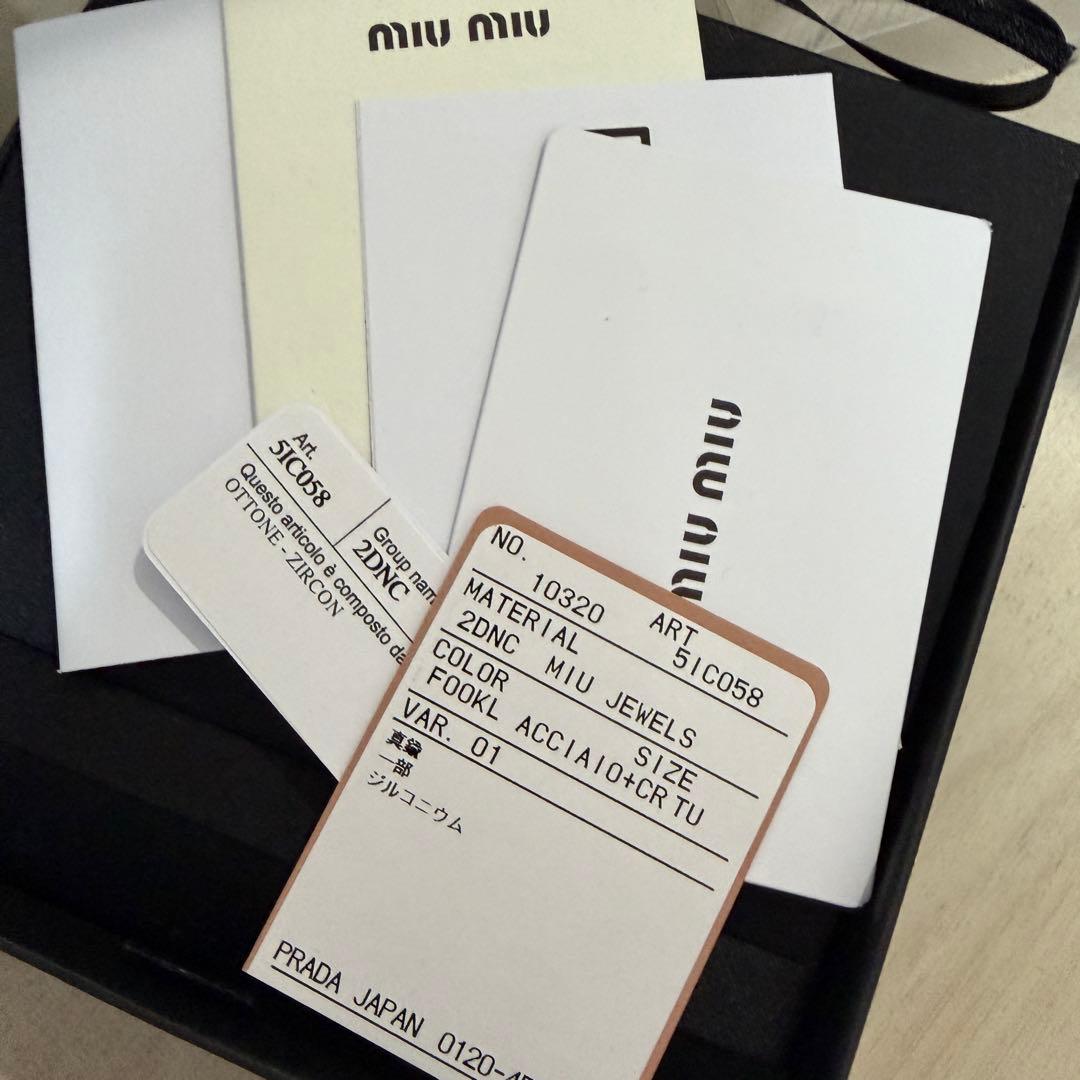 miu miu
MIU MIU
Art.
5IC058
Group nam
2DNC
Questo articolo è composto da
OTTONE - ZIRCON
NO. 10320 ART 5IC058
MATERIAL
2DNC MIU JEWELS
COLOR SIZE
F00KL ACCIAIO+CR TU
VAR. 01
真鍮
一部
ジルコニウム
PRADA JAPAN 0120-45